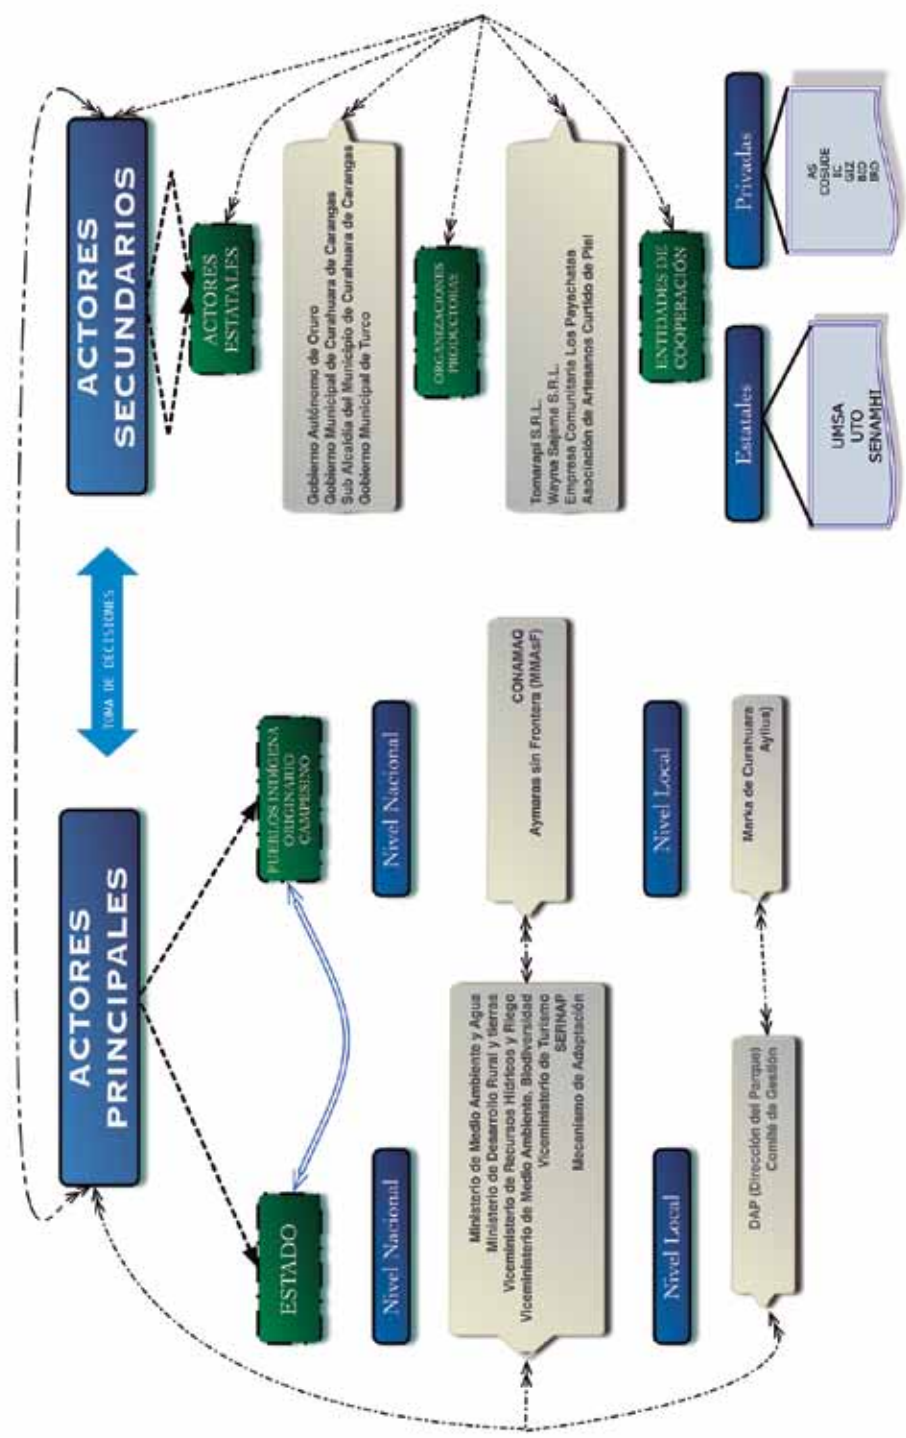 ACTORES
PRINCIPALES
TOMA DE DECISIONES
ACTORES
SECUNDARIOS
ESTADO
PUEBLOS INDÍGENA
ORIGINARIO
CAMPESINO
Nivel Nacional
Nivel Nacional
Ministerio de Medio Ambiente y Agua
Ministerio de Desarrollo Rural y tierras
Viceministerio de Recursos Hídricos y Riego
Viceministerio de Medio Ambiente, Biodiversidad
Viceministerio de Turismo
SERNAP
Mecanismo de Adaptación
CONAMAQ
Aymaras sin Frontera (MMAsF)
Nivel Local
Nivel Local
DAP (Dirección del Parque)
Comité de Gestión
Marka de Curahuara
Ayllus)
ACTORES
ESTATALES
Gobierno Autónomo de Oruro
Gobierno Municipal de Curahuara de Carangas
Sub Alcaldía del Municipio de Curahuara de Carangas
Gobierno Municipal de Turco
ORGANIZACIONES
PRODUCTORAS
Tomarapi S.R.L.
Wayna Sajama S.R.L.
Empresa Comunitaria Los Payachatas
Asociación de Artesanos Curtido de Piel
ENTIDADES DE
COOPERACIÓN
Estatales
UMSA
UTO
SENAMHI
Privadas
AG
COSUDE
IC
GIZ
BID
IRD